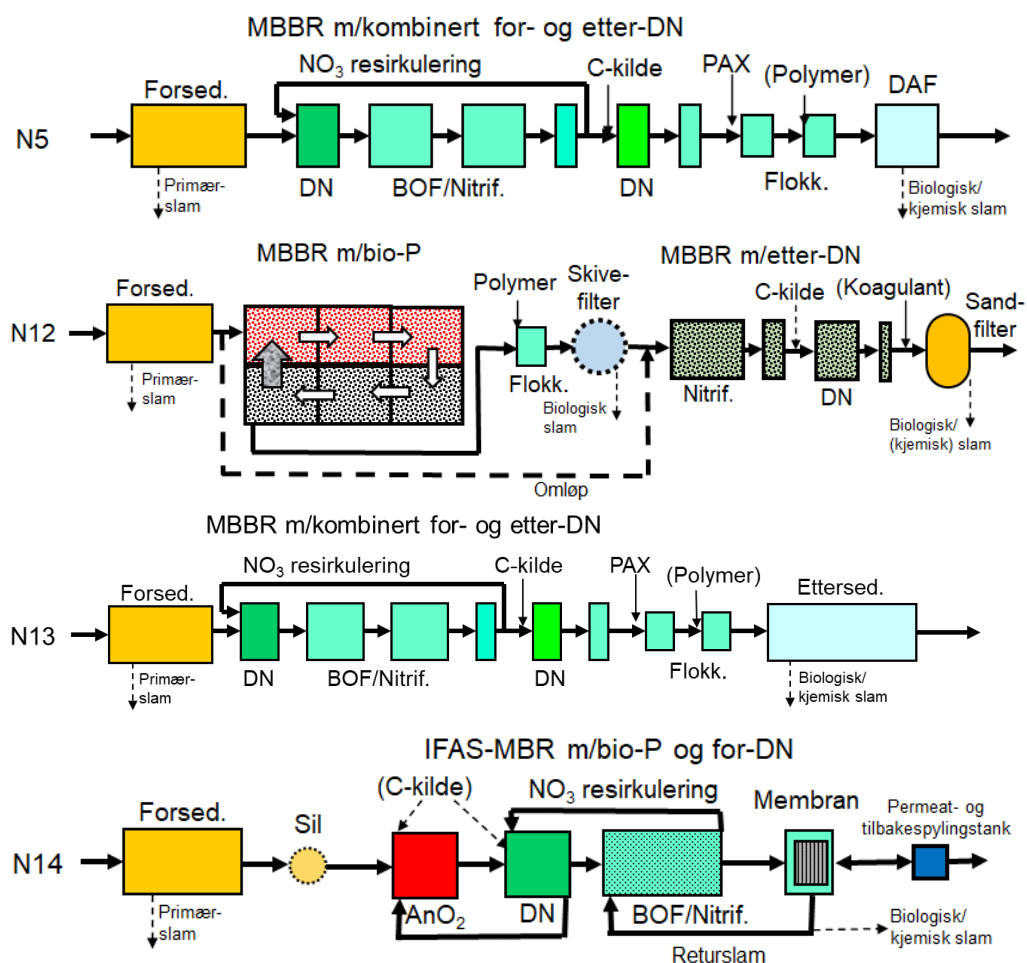 MBBR m/kombinert for- og etter-DN
NO3 resirkulering
C-kilde
PAX
(Polymer)
DAF
Forsed.
N5
DN
BOF/Nitrif.
DN
Flokk.
Primær-
slam
Biologisk/
kjemisk slam
MBBR m/bio-P
MBBR m/etter-DN
Forsed.
Polymer
Skive-
filter
C-kilde
(Koagulant)
Sand-
filter
N12
Primær-
slam
Flokk.
Biologisk
slam
Nitrif.
DN
Biologisk/
(kjemisk) slam
Omløp
MBBR m/kombinert for- og etter-DN
NO3 resirkulering
C-kilde
PAX
(Polymer)
Ettersed.
Forsed.
N13
Primær-
slam
DN
BOF/Nitrif.
DN
Flokk.
Biologisk/
kjemisk slam
IFAS-MBR m/bio-P og for-DN
(C-kilde)
NO3 resirkulering
Membran
Permeat- og
tilbakespylingstank
Forsed.
Sil
N14
Primær-
slam
AnO2
DN
BOF/Nitrif.
Biologisk/
kjemisk slam
Returslam